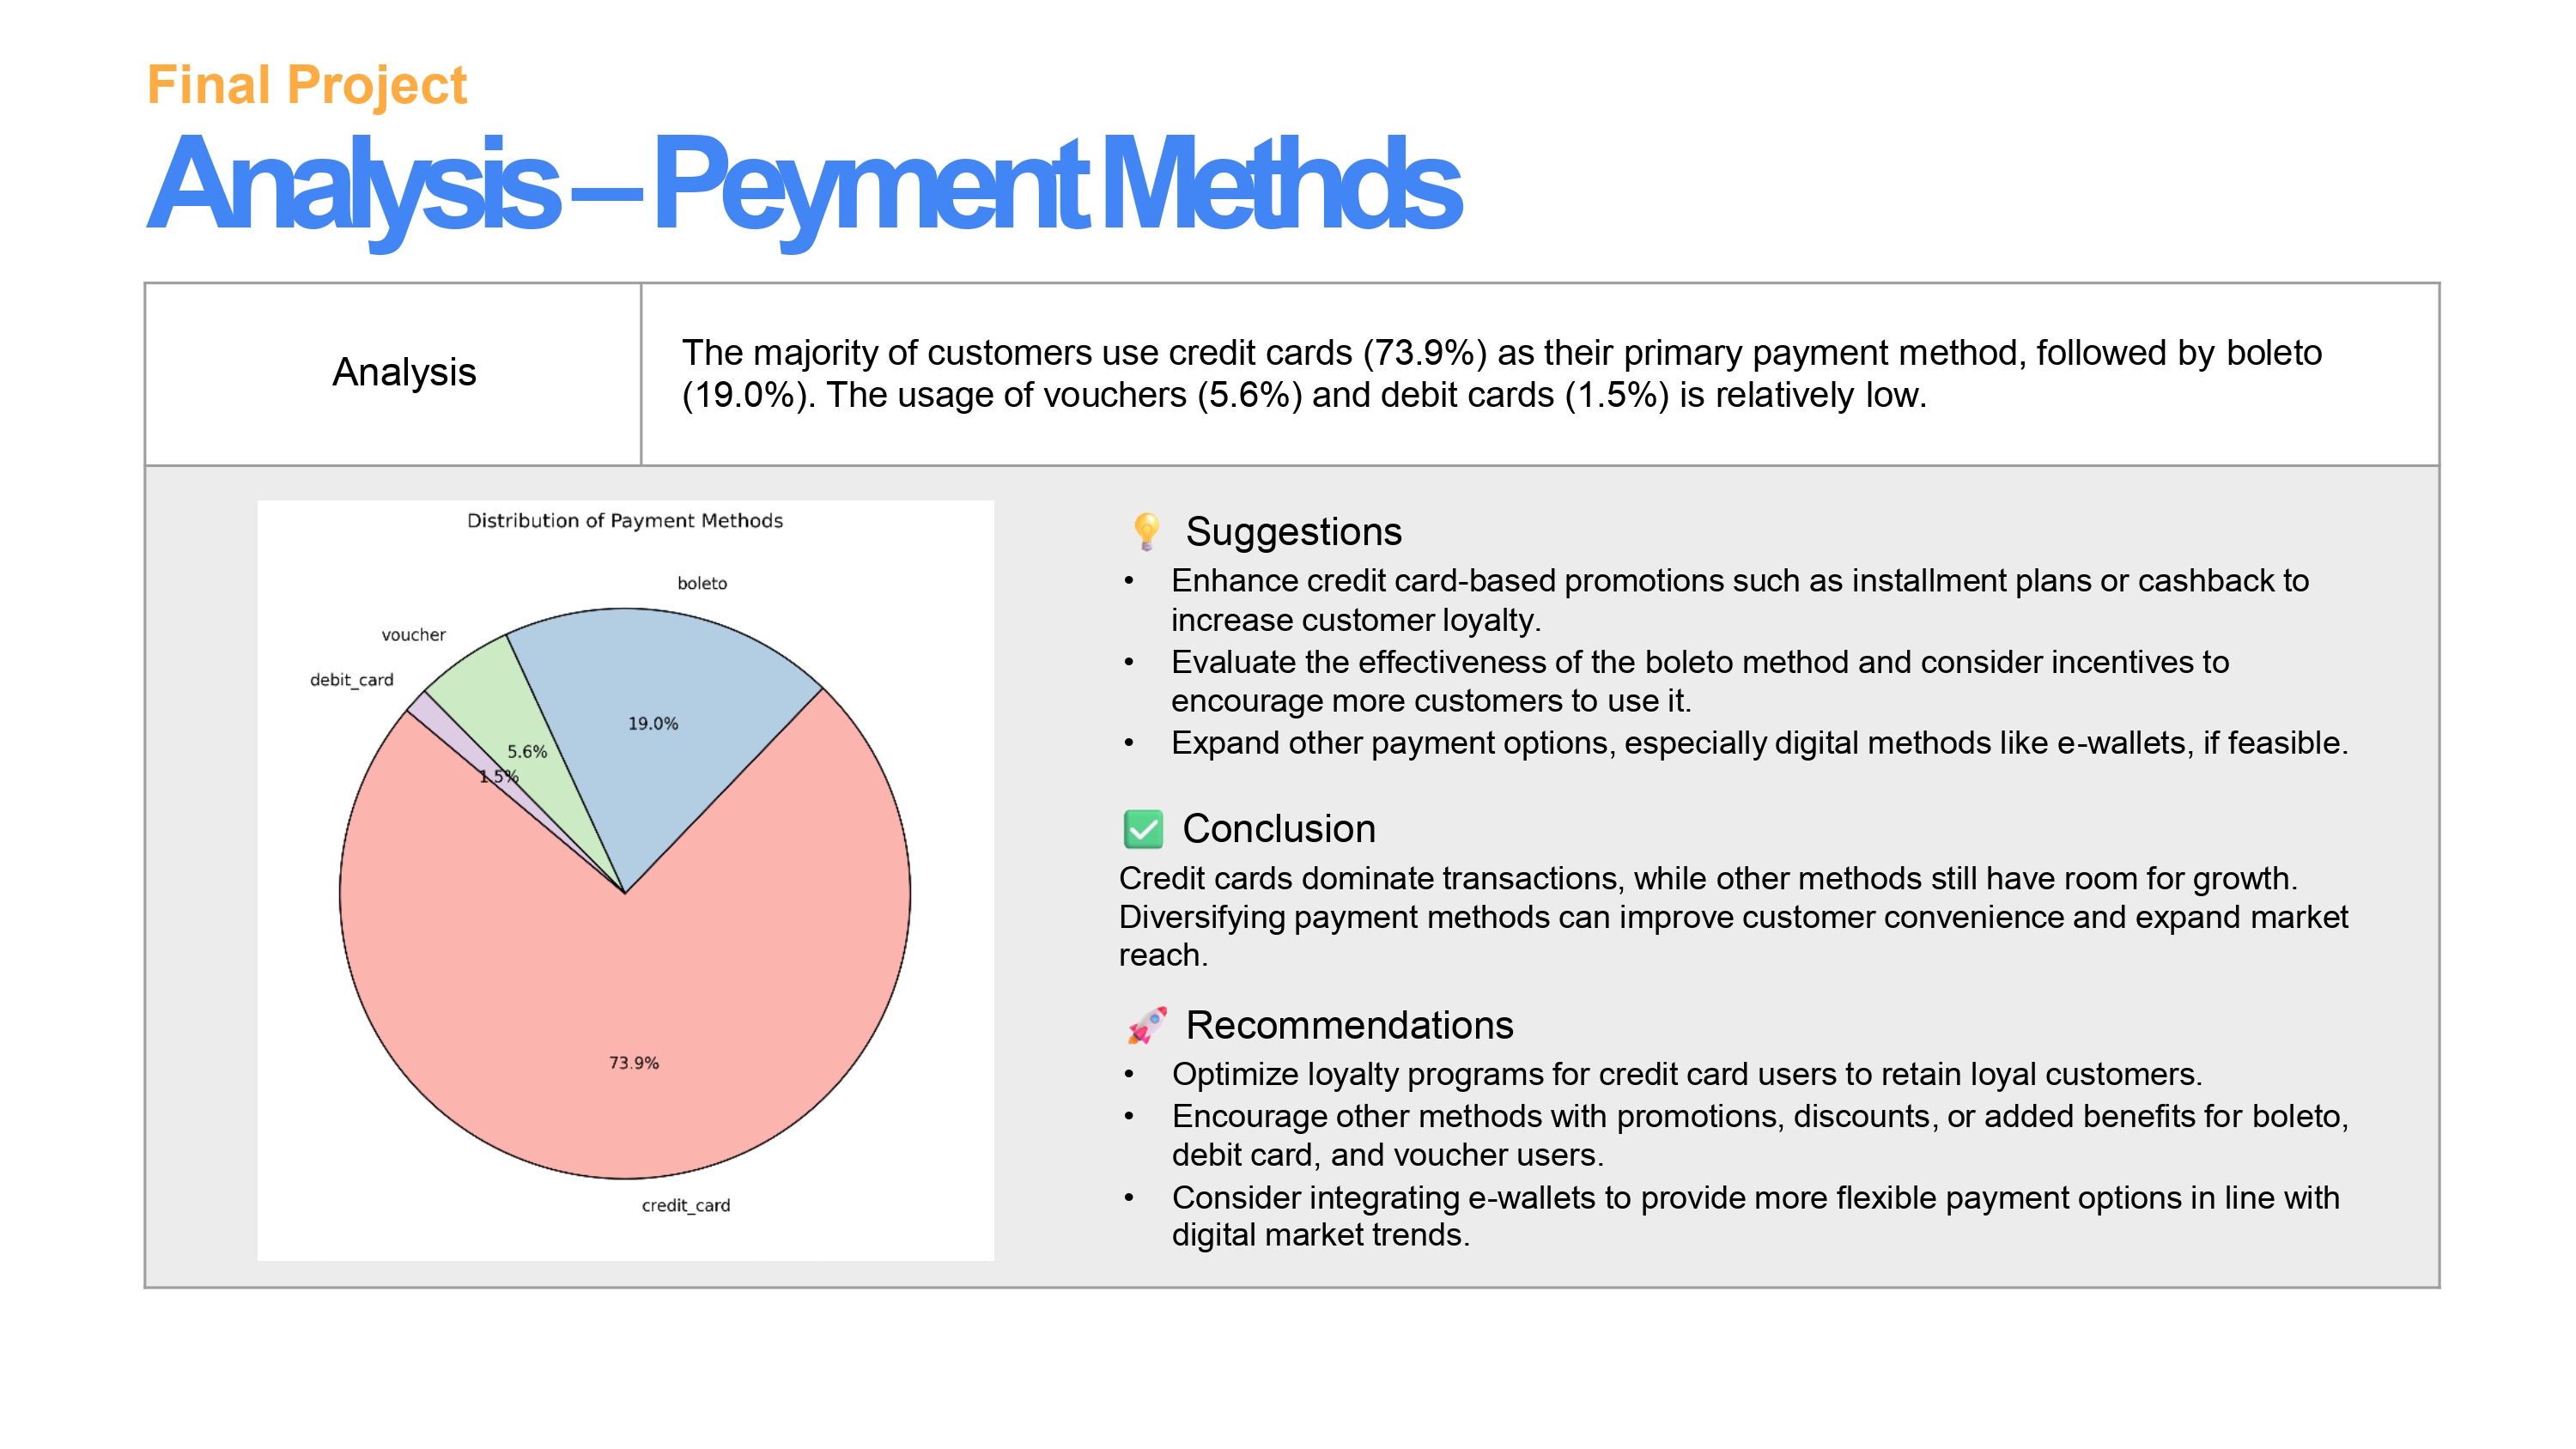 Final Project
Analysis – Peyment Methds
Analysis
The majority of customers use credit cards (73.9%) as their primary payment method, followed by boleto
(19.0%). The usage of vouchers (5.6%) and debit cards (1.5%) is relatively low.
Distribution of Payment Methods
boleto
voucher
debit_card
19.0%
5.6%
1.5%
73.9%
credit_card
Suggestions
• Enhance credit card-based promotions such as installment plans or cashback to
increase customer loyalty.
• Evaluate the effectiveness of the boleto method and consider incentives to
encourage more customers to use it.
• Expand other payment options, especially digital methods like e-wallets, if feasible.
Conclusion
Credit cards dominate transactions, while other methods still have room for growth.
Diversifying payment methods can improve customer convenience and expand market
reach.
Recommendations
• Optimize loyalty programs for credit card users to retain loyal customers.
• Encourage other methods with promotions, discounts, or added benefits for boleto,
debit card, and voucher users.
• Consider integrating e-wallets to provide more flexible payment options in line with
digital market trends.